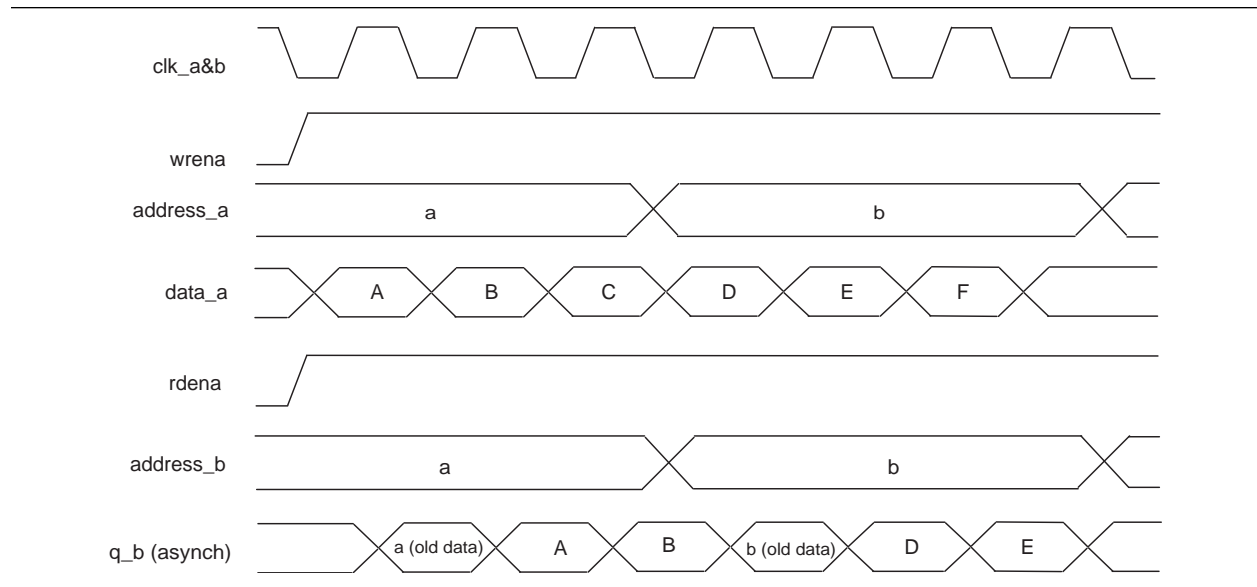 clk_a&b
wrena
address_a
a
b
data_a
A
B
C
D
E
F
rdena
address_b
a
b
q_b (asynch)
a (old data)
A
B
b (old data)
D
E